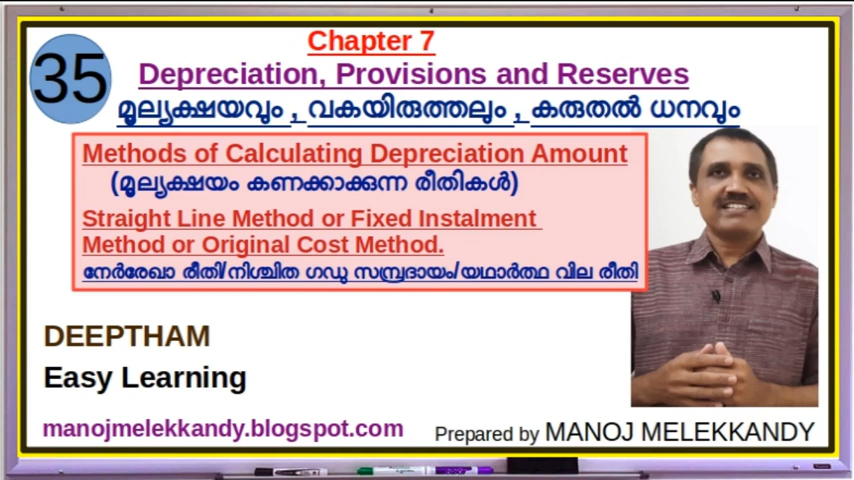 35
Chapter 7
Depreciation, Provisions and Reserves
മൂല്യക്ഷയവും , വകയിരുത്തലും , കരുതൽ ധനവും
Methods of Calculating Depreciation Amount
(മൂല്യക്ഷയം കണക്കാക്കുന്ന രീതികൾ)
Straight Line Method or Fixed Instalment
Method or Original Cost Method.
നേർരേഖാ രീതി/നിശ്ചിത ഗഡു സമ്പ്രദായം/യഥാർത്ഥ വില രീതി
DEEPTHAM
Easy Learning
manojmelekkandy.blogspot.com
Prepared by MANOJ MELEKKANDY